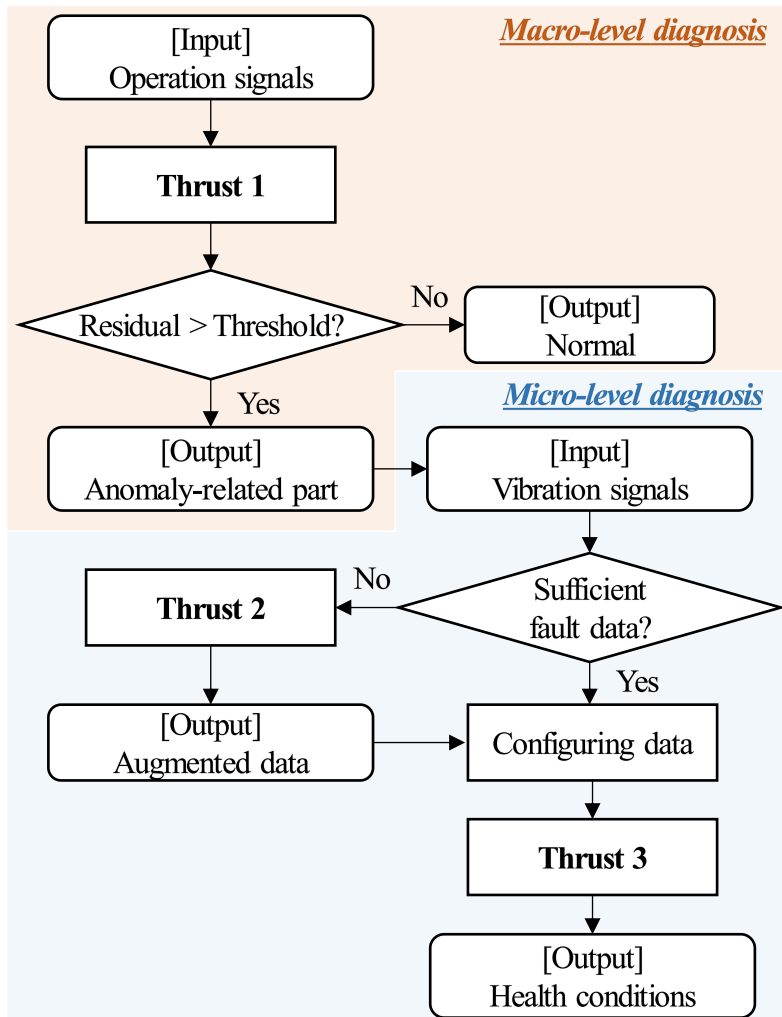 Macro-level diagnosis
[Input]
Operation signals
Thrust 1
Residual > Threshold?
No
[Output]
Normal
Yes
[Output]
Anomaly-related part
Micro-level diagnosis
[Input]
Vibration signals
Sufficient
fault data?
No
Thrust 2
Yes
[Output]
Augmented data
Configuring data
Thrust 3
[Output]
Health conditions